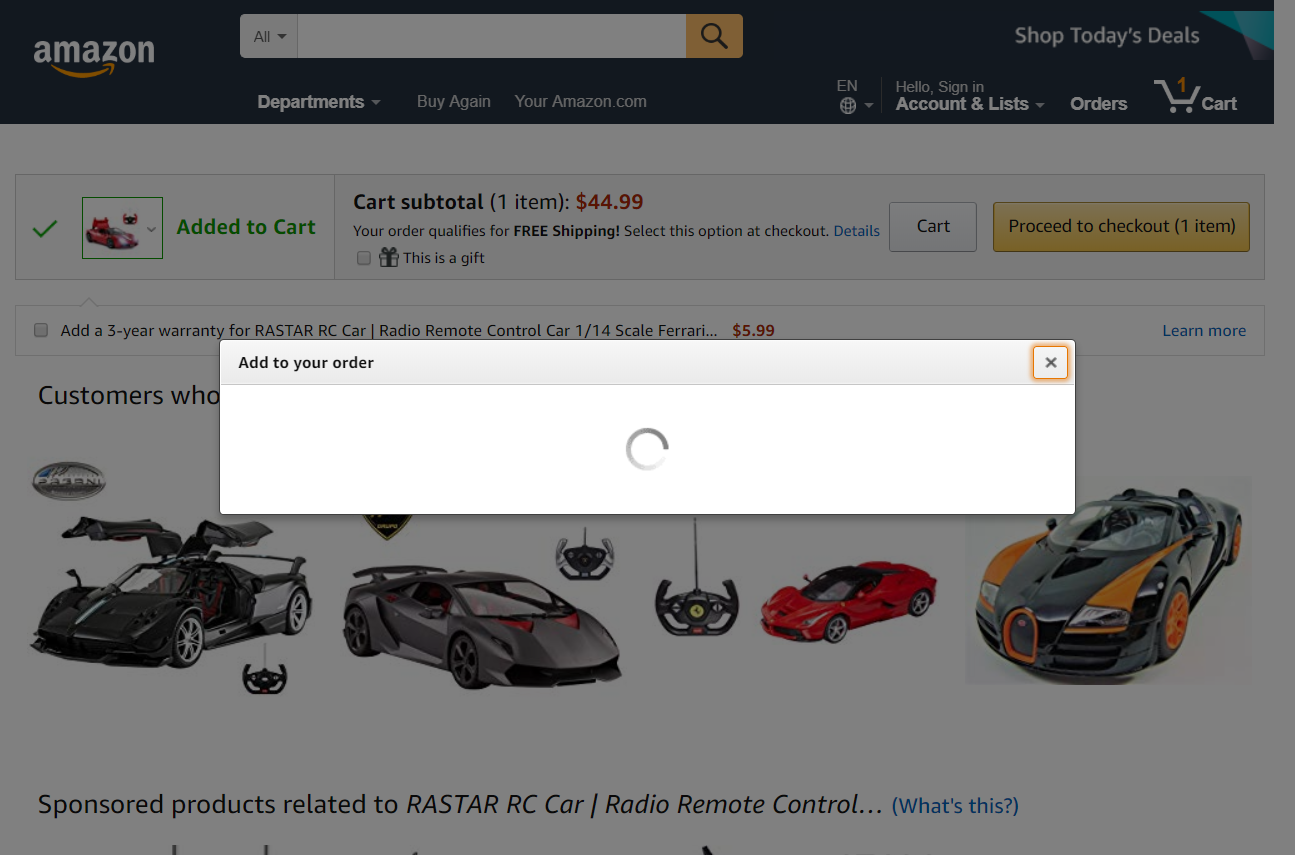 amazon
All
Shop Today's Deals
Departments
Buy Again
Your Amazon.com
EN
Hello, Sign in
Account & Lists
Orders
1
Cart
Added to Cart
Cart subtotal (1 item): $44.99
Your order qualifies for FREE Shipping! Select this option at checkout. Details
This is a gift
Cart
Proceed to checkout (1 item)
Add a 3-year warranty for RASTAR RC Car | Radio Remote Control Car 1/14 Scale Ferrari... $5.99
Learn more
Add to your order
Customers who
Sponsored products related to RASTAR RC Car | Radio Remote Control... (What's this?)